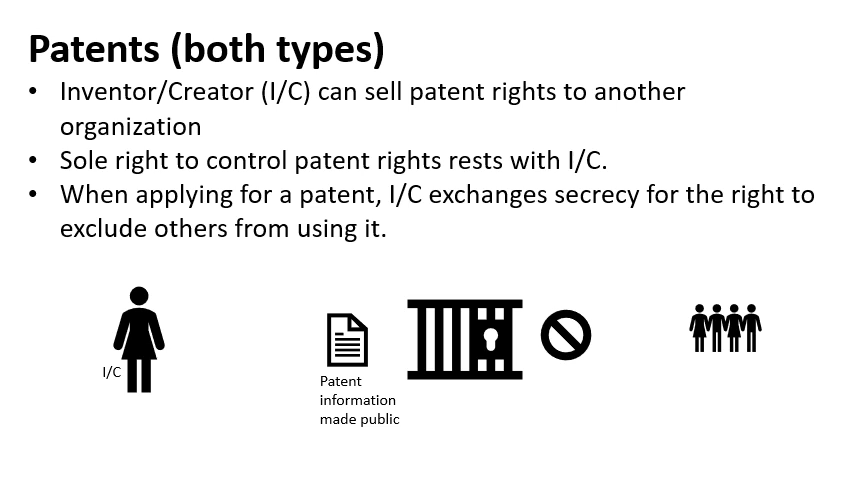 Patents (both types)
• Inventor/Creator (I/C) can sell patent rights to another
organization
• Sole right to control patent rights rests with I/C.
• When applying for a patent, I/C exchanges secrecy for the right to
exclude others from using it.
I/C
Patent
information
made public